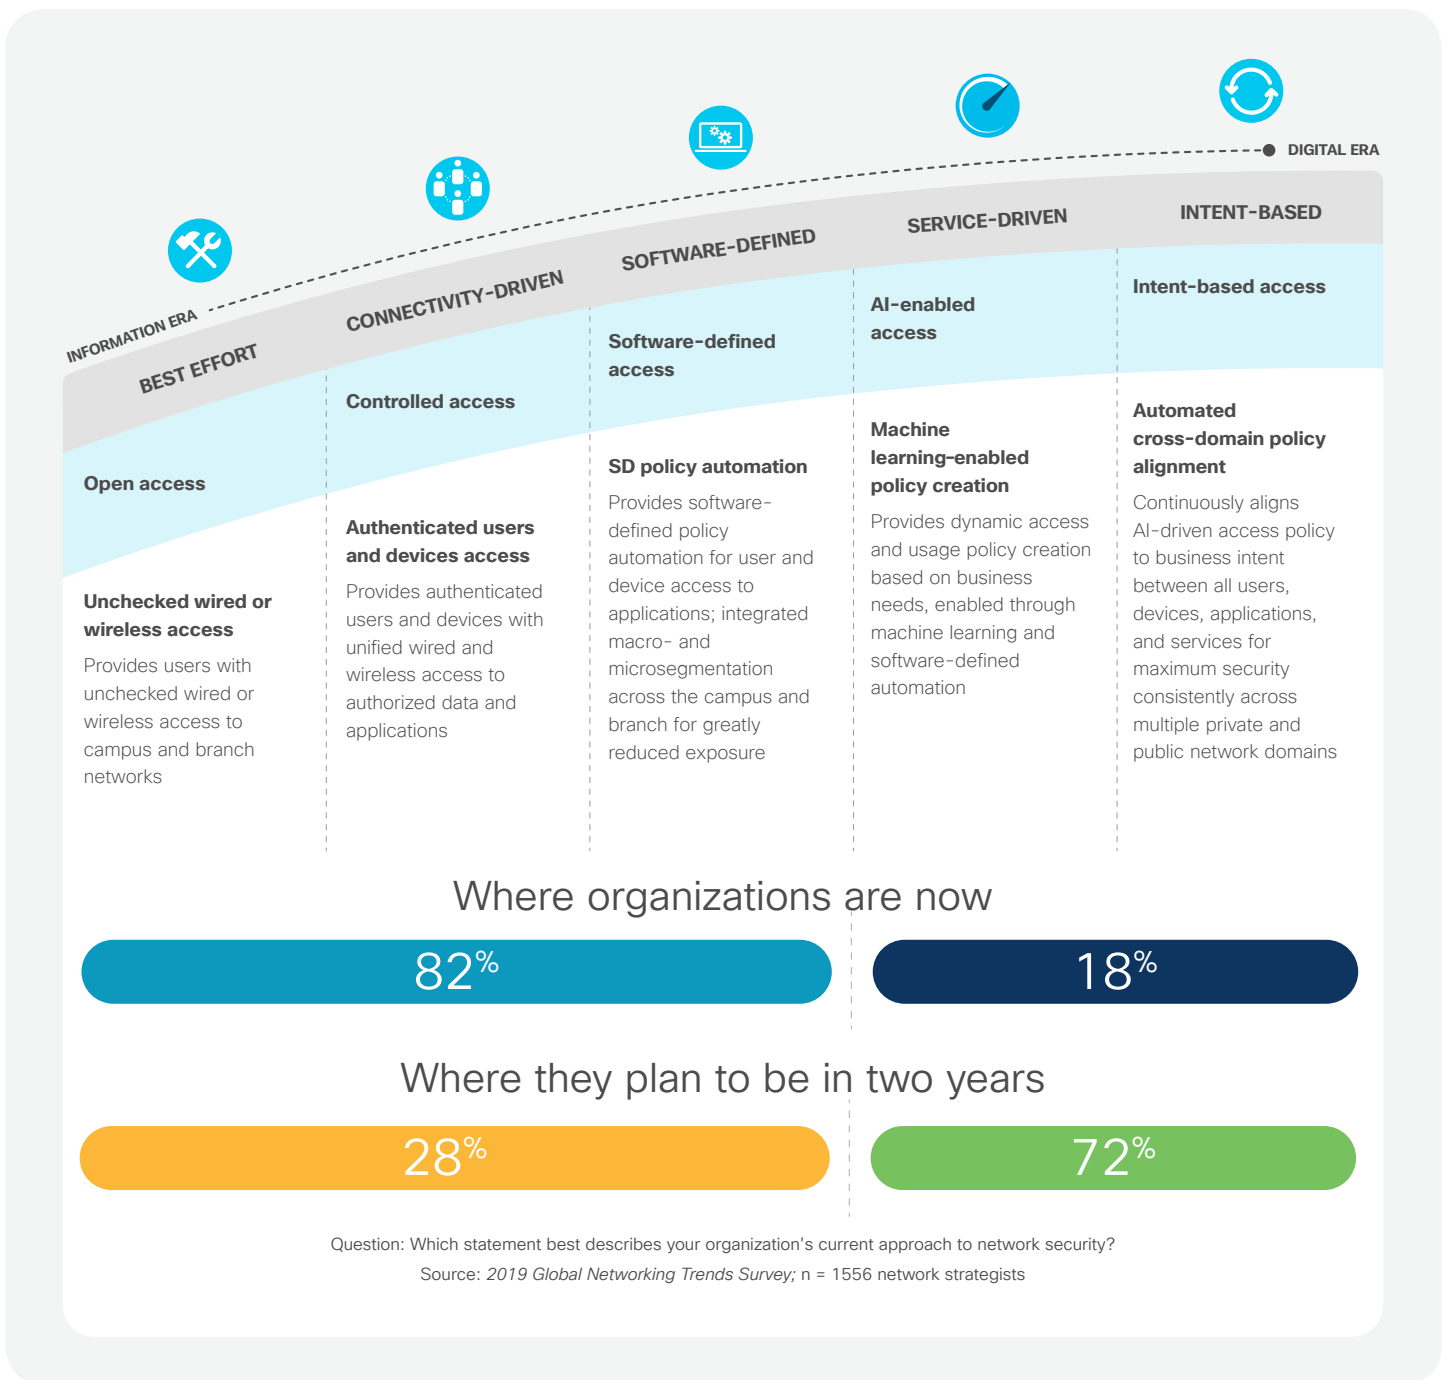 INFORMATION ERA
DIGITAL ERA
BEST EFFORT
CONNECTIVITY-DRIVEN
SOFTWARE-DEFINED
SERVICE-DRIVEN
INTENT-BASED
Open access
Unchecked wired or
wireless access
Provides users with
unchecked wired or
wireless access to
campus and branch
networks
Controlled access
Authenticated users
and devices access
Provides authenticated
users and devices with
unified wired and
wireless access to
authorized data and
applications
Software-defined
access
SD policy automation
Provides software-
defined policy
automation for user and
device access to
applications; integrated
macro- and
microsegmentation
across the campus and
branch for greatly
reduced exposure
AI-enabled
access
Machine
learning-enabled
policy creation
Provides dynamic access
and usage policy creation
based on business
needs, enabled through
machine learning and
software-defined
automation
Intent-based access
Automated
cross-domain policy
alignment
Continuously aligns
AI-driven access policy
to business intent
between all users,
devices, applications,
and services for
maximum security
consistently across
multiple private and
public network domains
Where organizations are now
82%
18%
Where they plan to be in two years
28%
72%
Question: Which statement best describes your organization's current approach to network security?
Source: 2019 Global Networking Trends Survey; n = 1556 network strategists